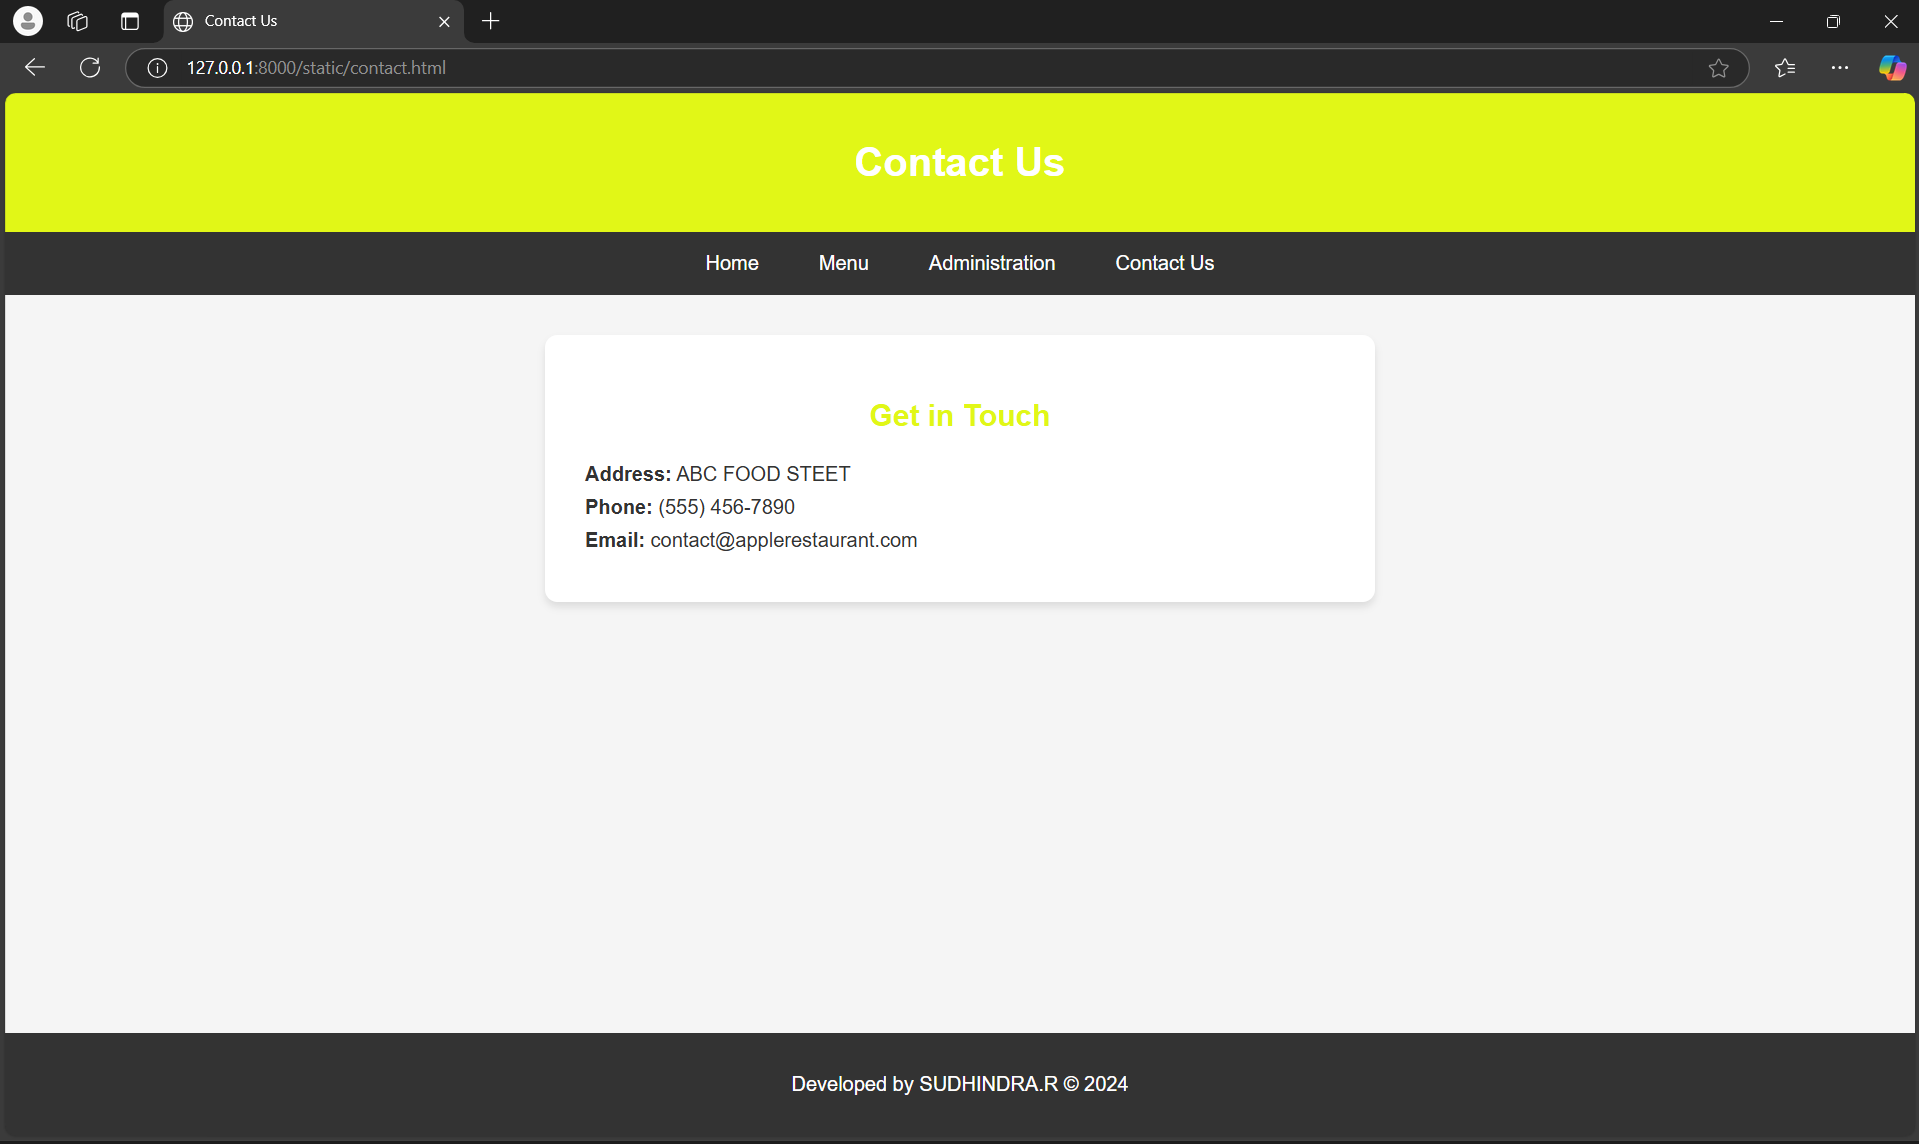 Contact Us
127.0.0.1:8000/static/contact.html
Contact Us
Home Menu Administration Contact Us
Get in Touch
Address: ABC FOOD STEET
Phone: (555) 456-7890
Email: contact@applerestaurant.com
Developed by SUDHINDRA.R © 2024